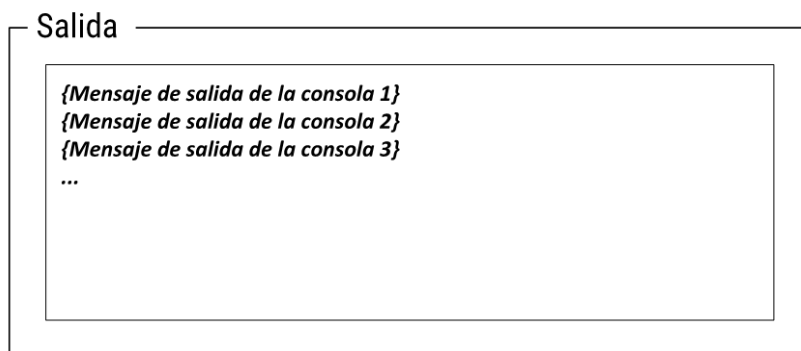 Salida
{Mensaje de salida de la consola 1}
{Mensaje de salida de la consola 2}
{Mensaje de salida de la consola 3}
...